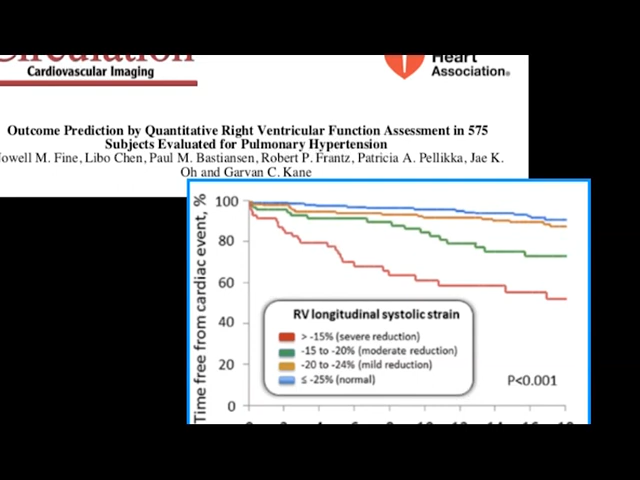 Cardiovascular Imaging
Heart
Association®
Outcome Prediction by Quantitative Right Ventricular Function Assessment in 575
Subjects Evaluated for Pulmonary Hypertension
Nowell M. Fine, Libo Chen, Paul M. Bastiansen, Robert P. Frantz, Patricia A. Pellikka, Jae K.
Oh and Garvan C. Kane
Time free from cardiac event, %
100
80
60
40
20
0
RV longitudinal systolic strain
> -15% (severe reduction)
-15 to -20% (moderate reduction)
-20 to -24% (mild reduction)
≤ -25% (normal)
P<0.001